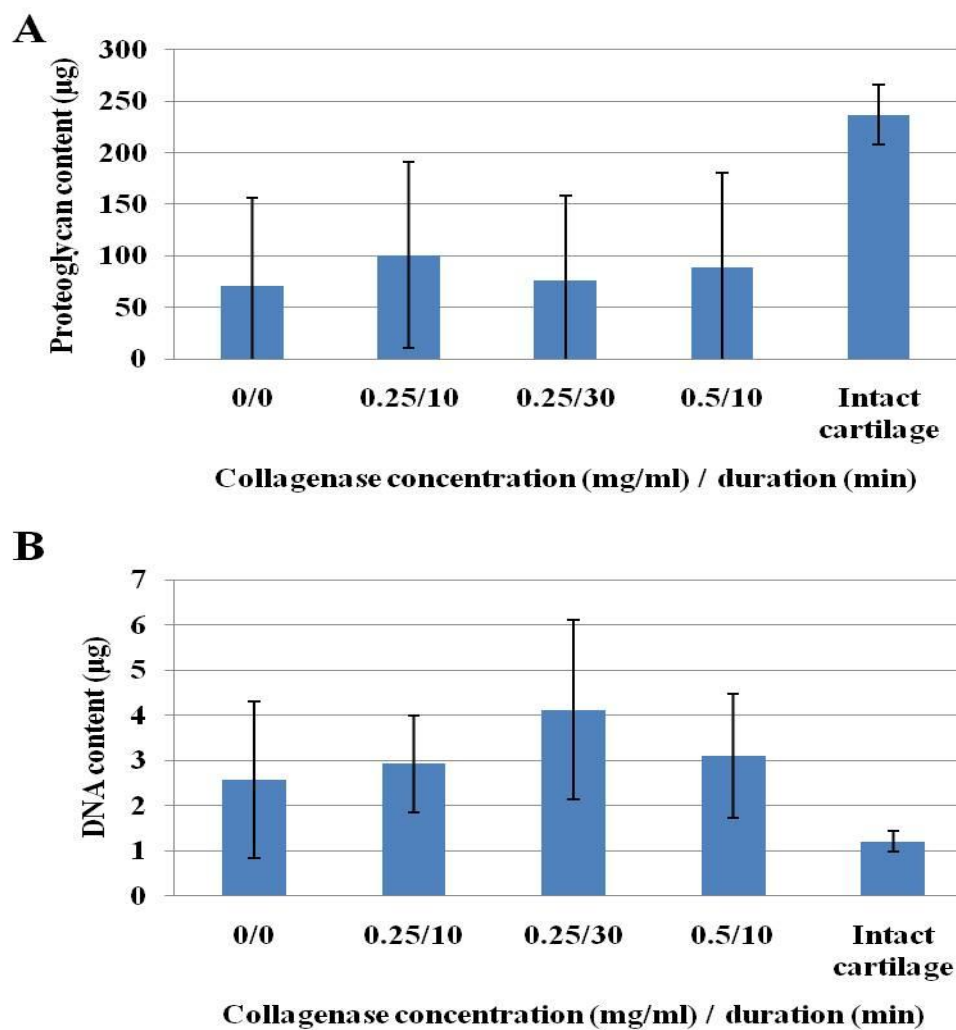 A
Proteoglycan content (µg)
300
250
200
150
100
50
0
0/0 0.25/10 0.25/30 0.5/10 Intact
cartilage
Collagenase concentration (mg/ml) / duration (min)
B
DNA content (µg)
7
6
5
4
3
2
1
0
0/0 0.25/10 0.25/30 0.5/10 Intact
cartilage
Collagenase concentration (mg/ml) / duration (min)